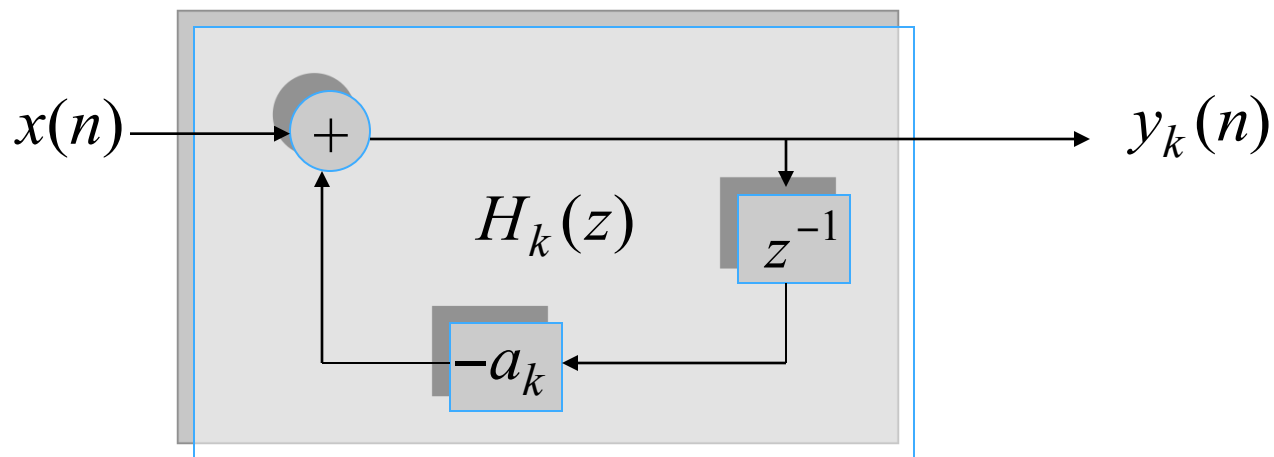 x(n)
+
y_k(n)
H_k(z)
z^{-1}
-a_k